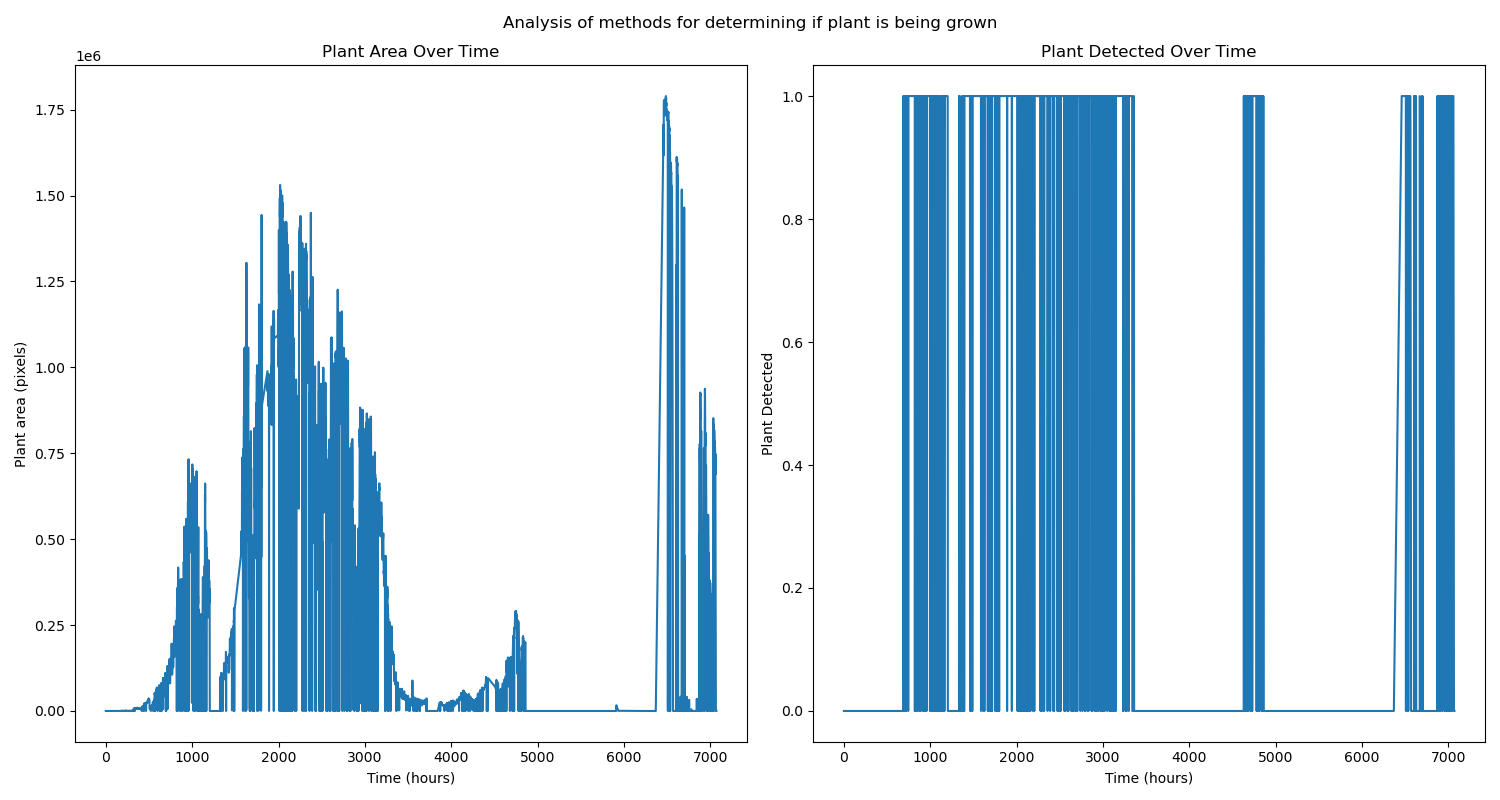 Analysis of methods for determining if plant is being grown
Plant Area Over Time
1e6
1.75
1.50
1.25
1.00
0.75
0.50
0.25
0.00
Plant area (pixels)
0 1000 2000 3000 4000 5000 6000 7000
Time (hours)
Plant Detected Over Time
1.0
0.8
0.6
0.4
0.2
0.0
Plant Detected
0 1000 2000 3000 4000 5000 6000 7000
Time (hours)